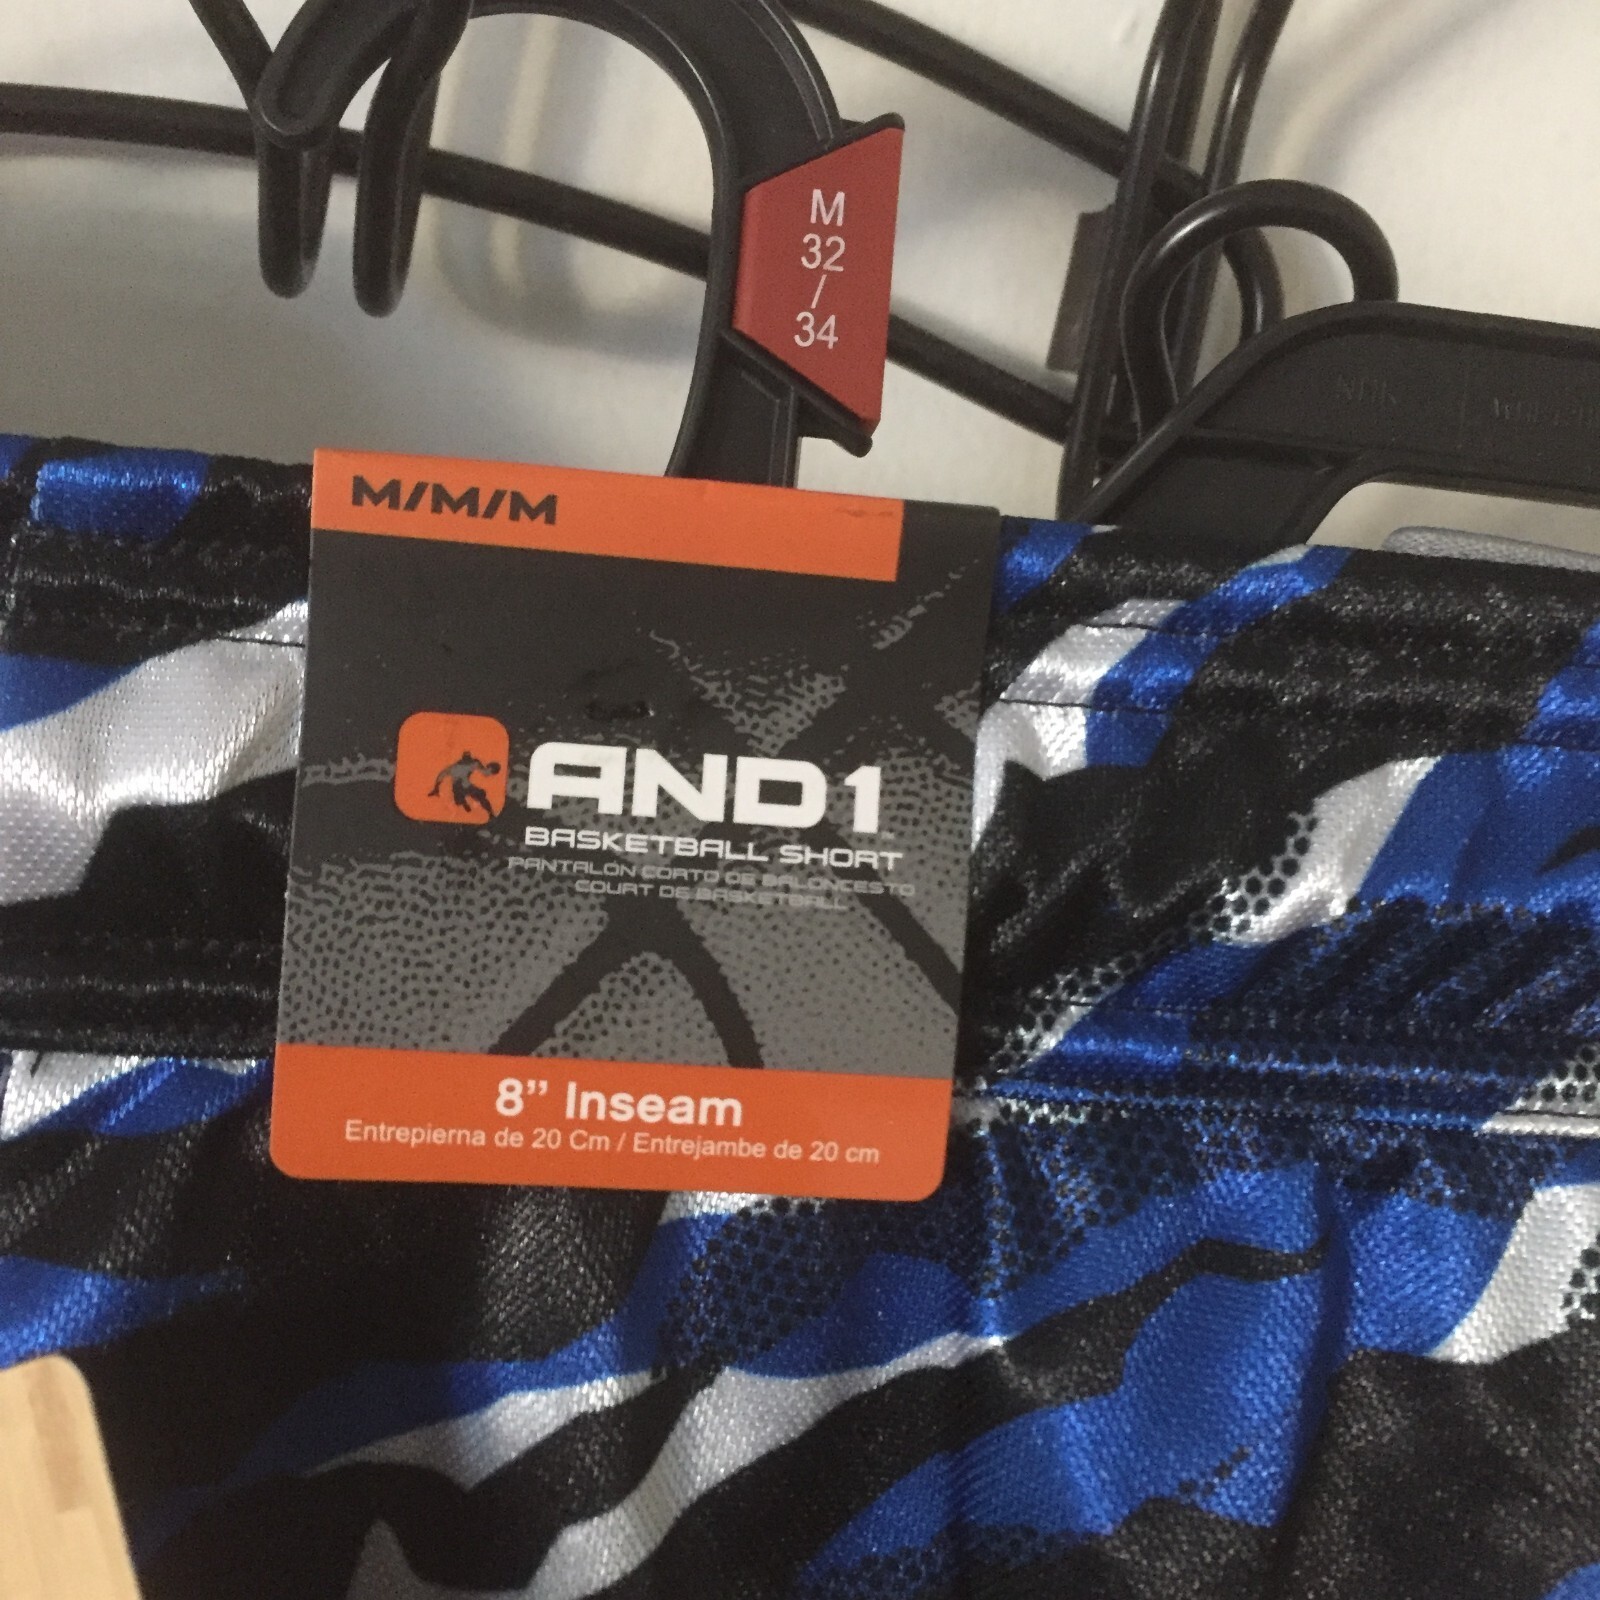 M
32
/
34
M/M/M
AND1
BASKETBALL SHORT
PANTALÓN CORTO DE BALONCESTO
COURT DE BASKETBALL
8” Inseam
Entrepierna de 20 Cm / Entrejambe de 20 cm